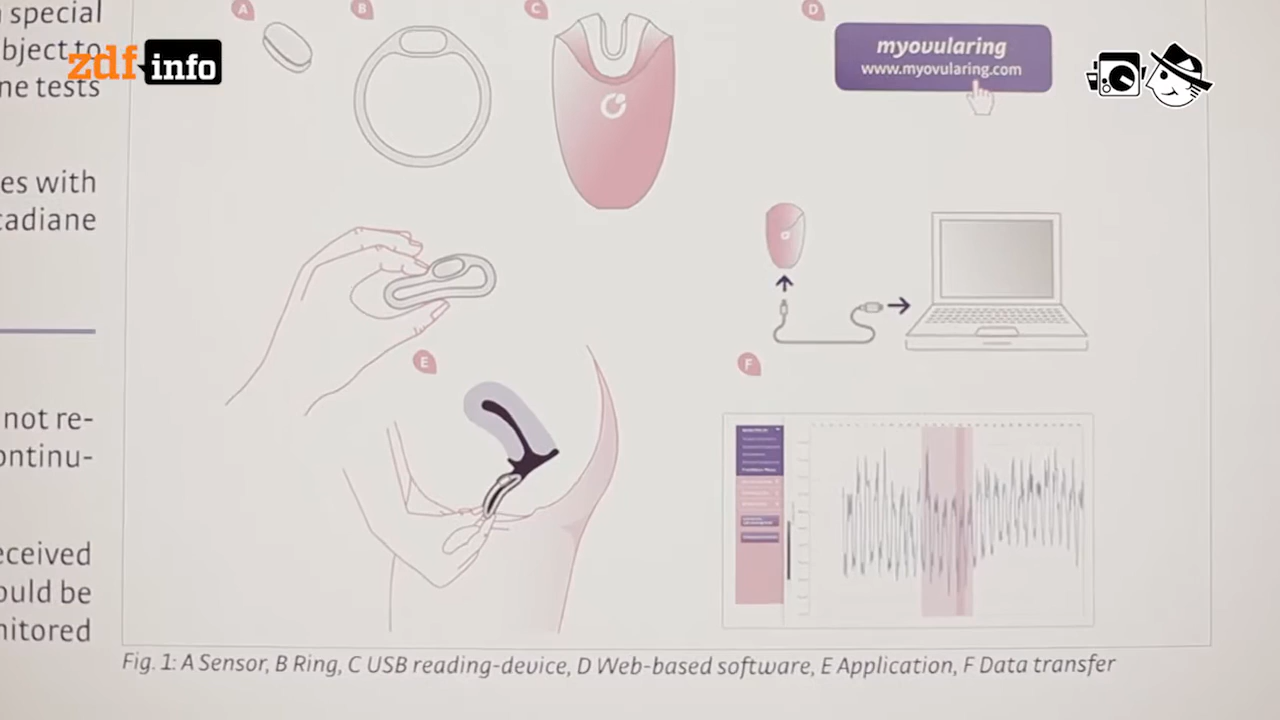 special
bject to
ne tests
es with
cadiane
not re-
ontinu-
eceived
ould be
nitored
zdf info
A
B
C
D
myovularing
www.myovularing.com
E
F
Fig. 1: A Sensor, B Ring, C USB reading-device, D Web-based software, E Application, F Data transfer